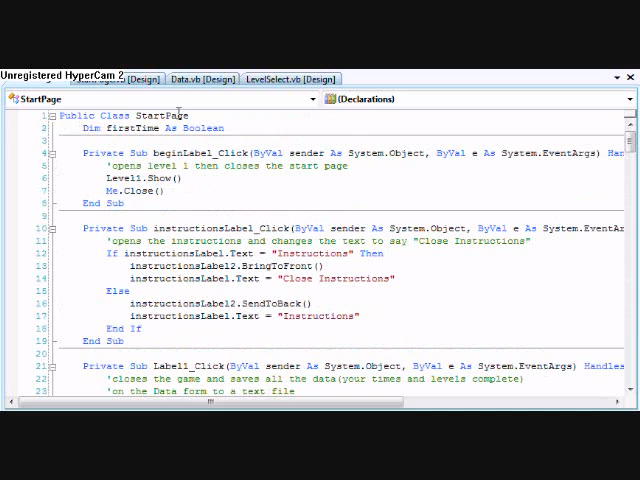 Unregistered HyperCam 2
[Design] Data.vb [Design] LevelSelect.vb [Design]
StartPage (Declarations)
1 Public Class StartPage
2 Dim firstTime As Boolean
3
4 Private Sub beginLabel_Click(ByVal sender As System.Object, ByVal e As System.EventArgs) Han
5 'opens level 1 then closes the start page
6 Level1.Show()
7 Me.Close()
8 End Sub
9
10 Private Sub instructionsLabel_Click(ByVal sender As System.Object, ByVal e As System.EventAr
11 'opens the instructions and changes the text to say "Close Instructions"
12 If instructionsLabel.Text = "Instructions" Then
13 instructionsLabel2.BringToFront()
14 instructionsLabel.Text = "Close Instructions"
15 Else
16 instructionsLabel2.SendToBack()
17 instructionsLabel.Text = "Instructions"
18 End If
19 End Sub
20
21 Private Sub Label1_Click(ByVal sender As System.Object, ByVal e As System.EventArgs) Handles
22 'closes the game and saves all the data(your times and levels complete)
23 'on the Data form to a text file